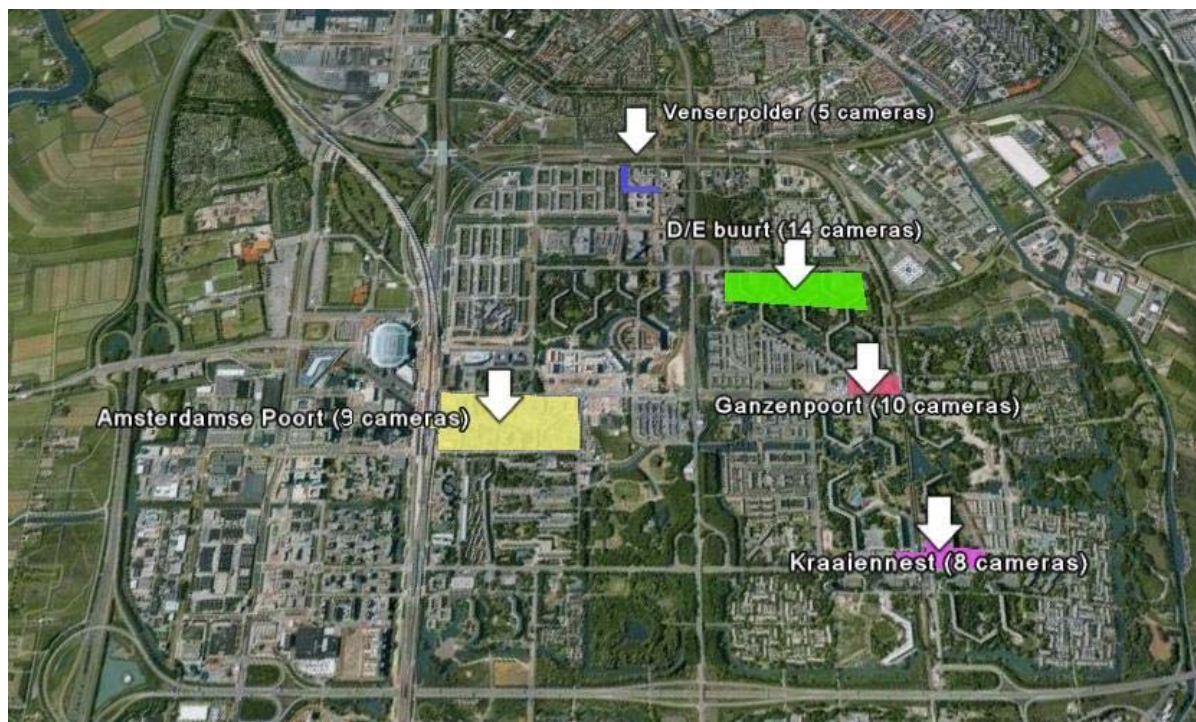 Venserpolder (5 cameras)
D/E buurt (14 cameras)
Amsterdamse Poort (9 cameras)
Ganzenpoort (10 cameras)
Kraaiennest (8 cameras)